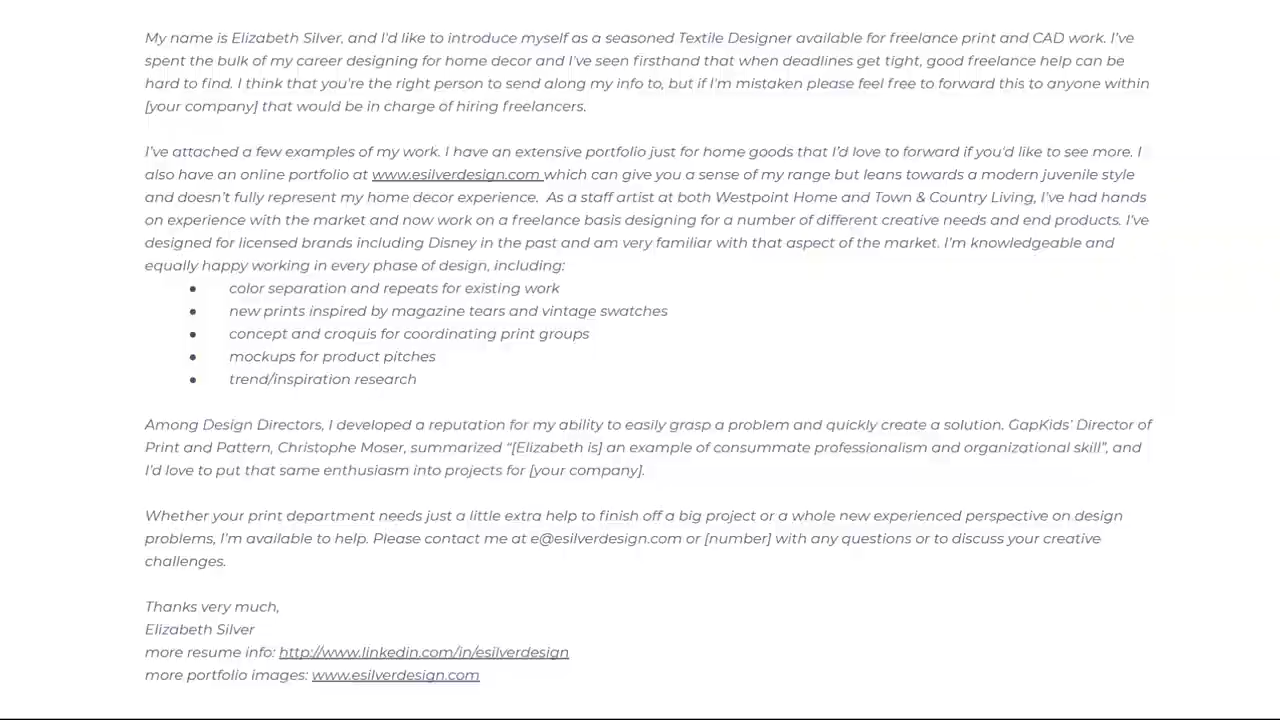 My name is Elizabeth Silver, and I'd like to introduce myself as a seasoned Textile Designer available for freelance print and CAD work. I've
spent the bulk of my career designing for home decor and I've seen firsthand that when deadlines get tight, good freelance help can be
hard to find. I think that you're the right person to send along my info to, but if I'm mistaken please feel free to forward this to anyone within
[your company] that would be in charge of hiring freelancers.
I've attached a few examples of my work. I have an extensive portfolio just for home goods that I'd love to forward if you'd like to see more. I
also have an online portfolio at www.esilverdesign.com which can give you a sense of my range but leans towards a modern juvenile style
and doesn't fully represent my home decor experience. As a staff artist at both Westpoint Home and Town & Country Living, I've had hands
on experience with the market and now work on a freelance basis designing for a number of different creative needs and end products. I've
designed for licensed brands including Disney in the past and am very familiar with that aspect of the market. I'm knowledgeable and
equally happy working in every phase of design, including:
● color separation and repeats for existing work
● new prints inspired by magazine tears and vintage swatches
● concept and croquis for coordinating print groups
● mockups for product pitches
● trend/inspiration research
Among Design Directors, I developed a reputation for my ability to easily grasp a problem and quickly create a solution. GapKids' Director of
Print and Pattern, Christophe Moser, summarized “[Elizabeth is] an example of consummate professionalism and organizational skill”, and
I'd love to put that same enthusiasm into projects for [your company].
Whether your print department needs just a little extra help to finish off a big project or a whole new experienced perspective on design
problems, I'm available to help. Please contact me at e@esilverdesign.com or [number] with any questions or to discuss your creative
challenges.
Thanks very much,
Elizabeth Silver
more resume info: http://www.linkedin.com/in/esilverdesign
more portfolio images: www.esilverdesign.com